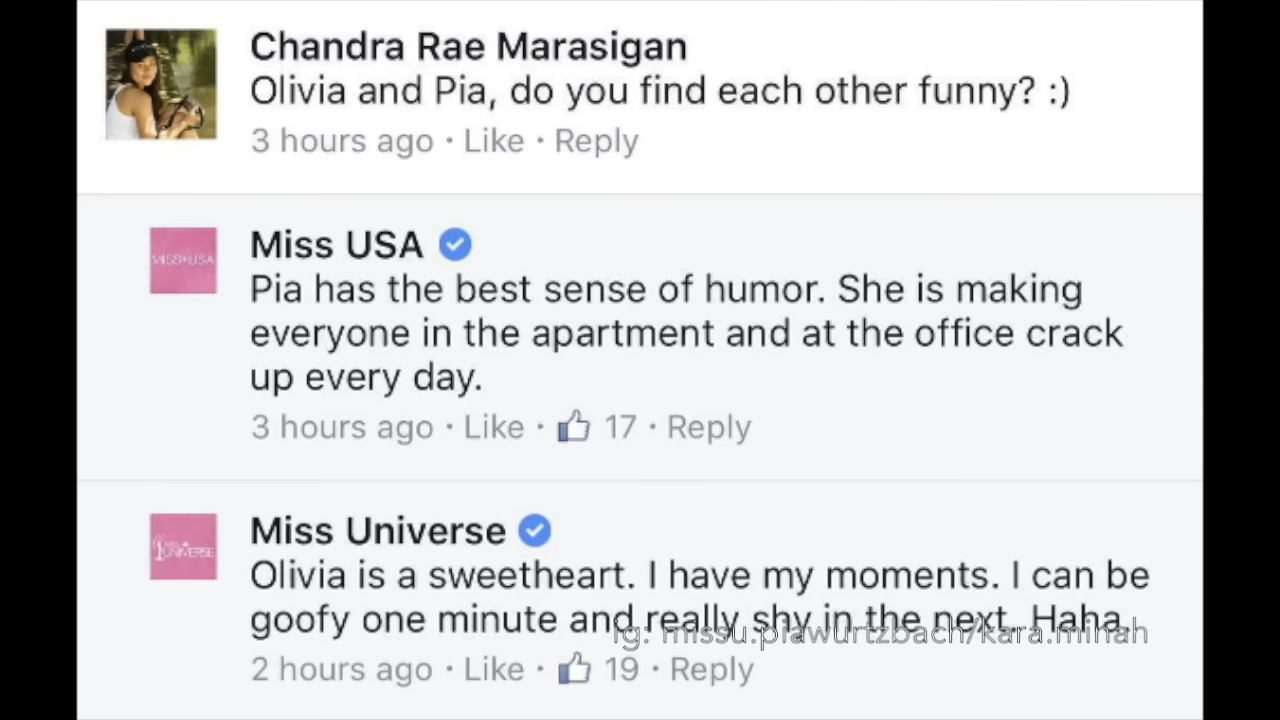 Chandra Rae Marasigan
Olivia and Pia, do you find each other funny? :)
3 hours ago · Like · Reply
MISS★USA
Miss USA
Pia has the best sense of humor. She is making
everyone in the apartment and at the office crack
up every day.
3 hours ago · Like · 17 · Reply
UNIVERSE
Miss Universe
Olivia is a sweetheart. I have my moments. I can be
goofy one minute and really shy in the next. Haha.
ig: missu.piawurtzbach/kara.minah
2 hours ago · Like · 19 · Reply